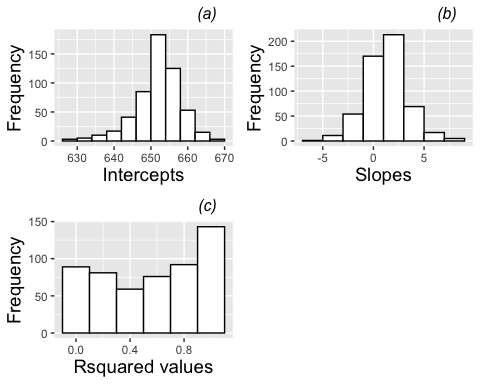 (a)
Frequency
150
100
50
0
630 640 650 660 670
Intercepts
(b)
Frequency
200
150
100
50
0
-5 0 5
Slopes
(c)
Frequency
150
100
50
0
0.0 0.4 0.8
Rsquared values